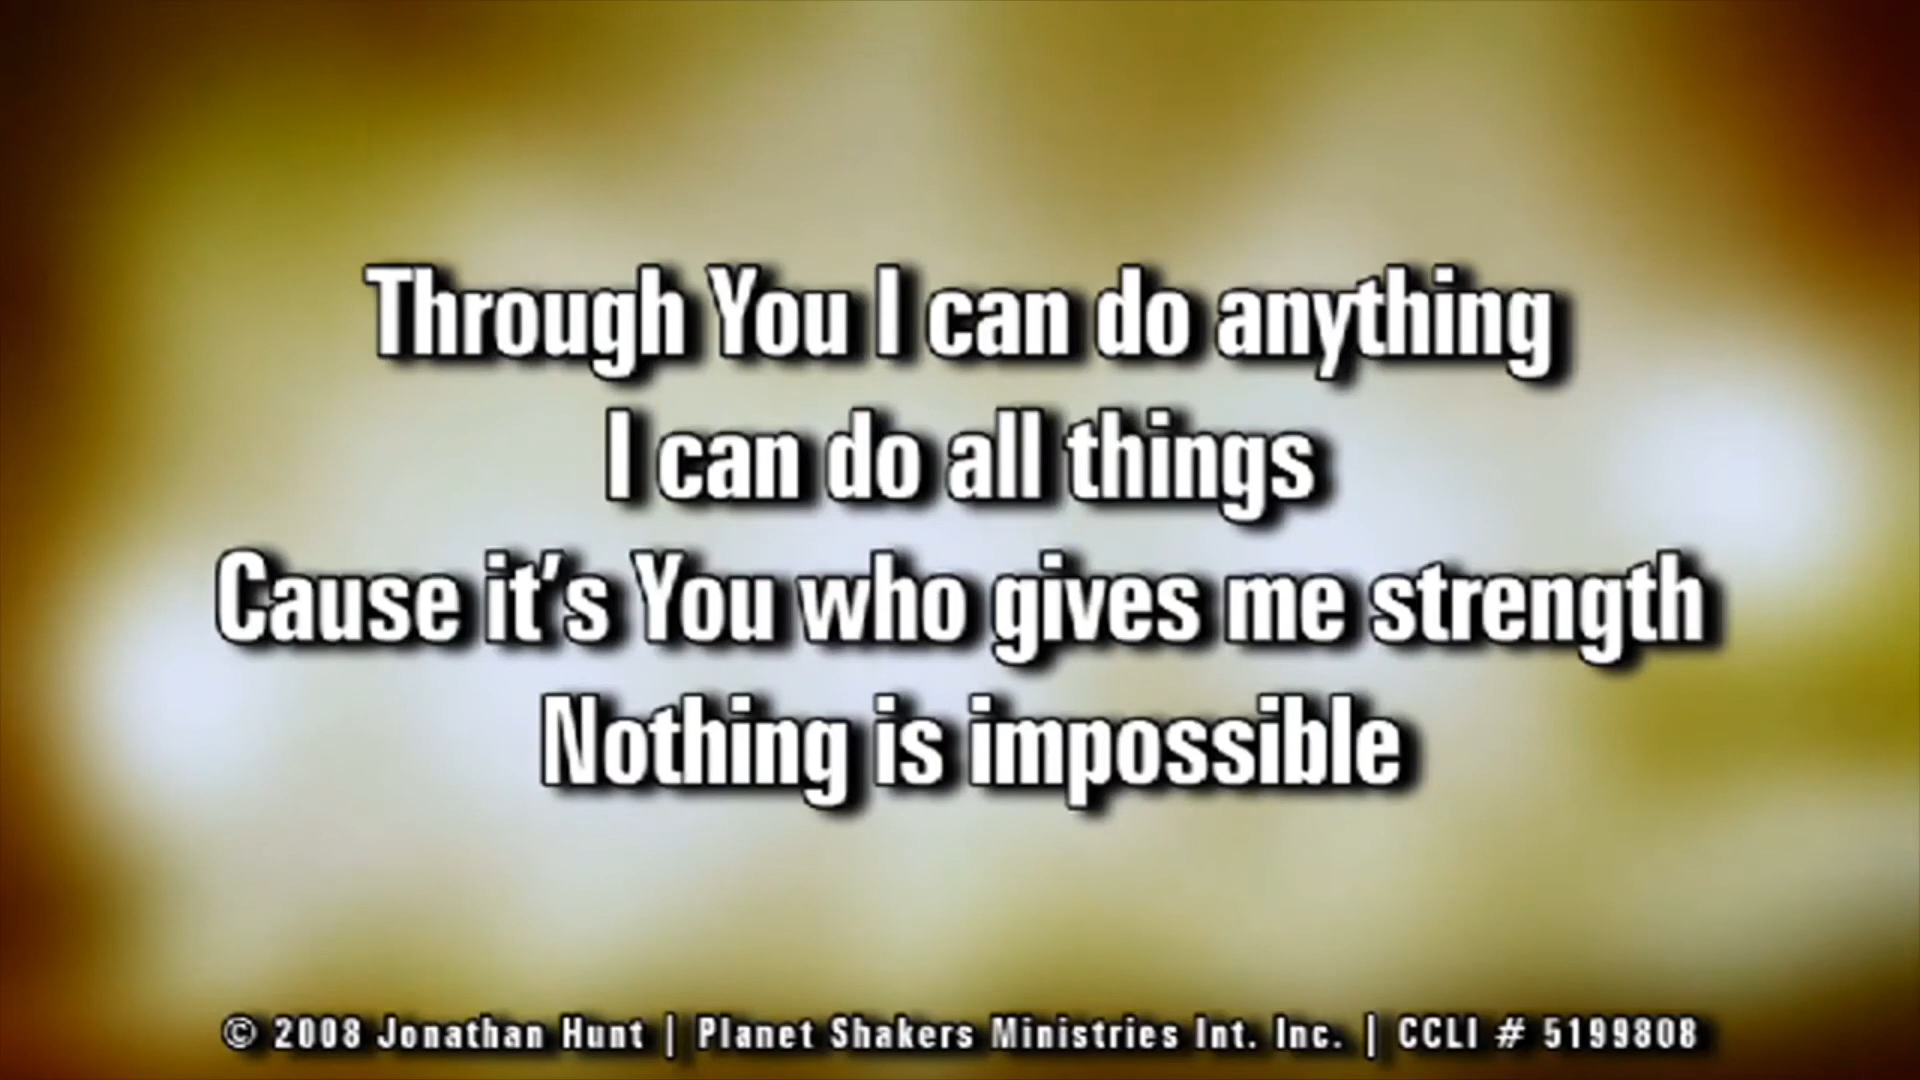 Through You I can do anything
I can do all things
Cause it's You who gives me strength
Nothing is impossible
© 2008 Jonathan Hunt | Planet Shakers Ministries Int. Inc. | CCLI # 5199808